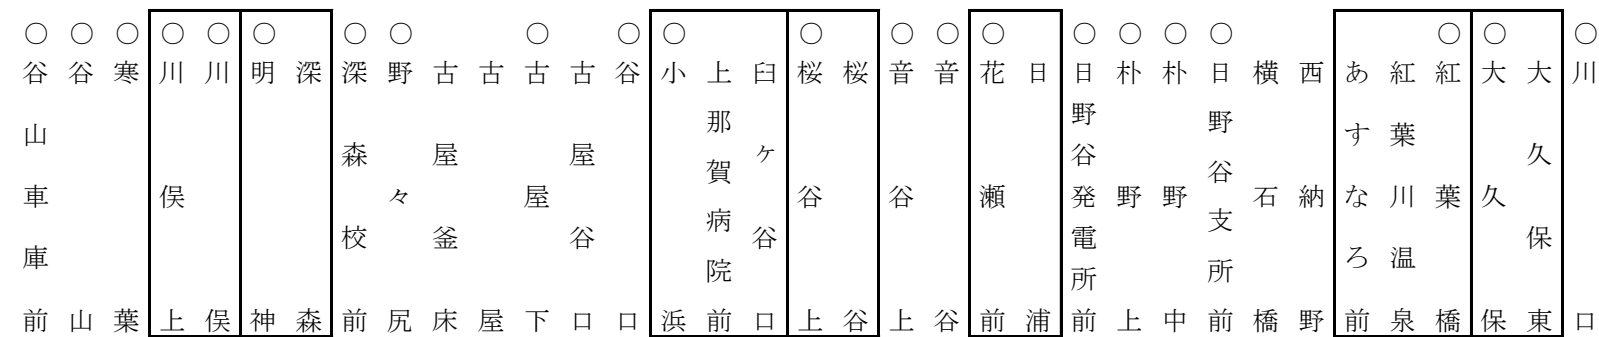 ○谷山車庫前
○谷山
○寒葉
○川俣上
○川俣
○明神
深森
○深森校前
○野々尻
古屋釜床
古屋
○古屋下
古屋谷口
○谷口
○小浜
上那賀病院前
臼ヶ谷口
○桜谷上
桜谷
○音谷上
○音谷
○花瀬前
日浦
○日野谷発電所前
○朴野上
○朴野中
○日野谷支所前
横石橋
西納野
あすなろ前
紅葉川温泉
○紅葉橋
○大久保
大久保東
○川口